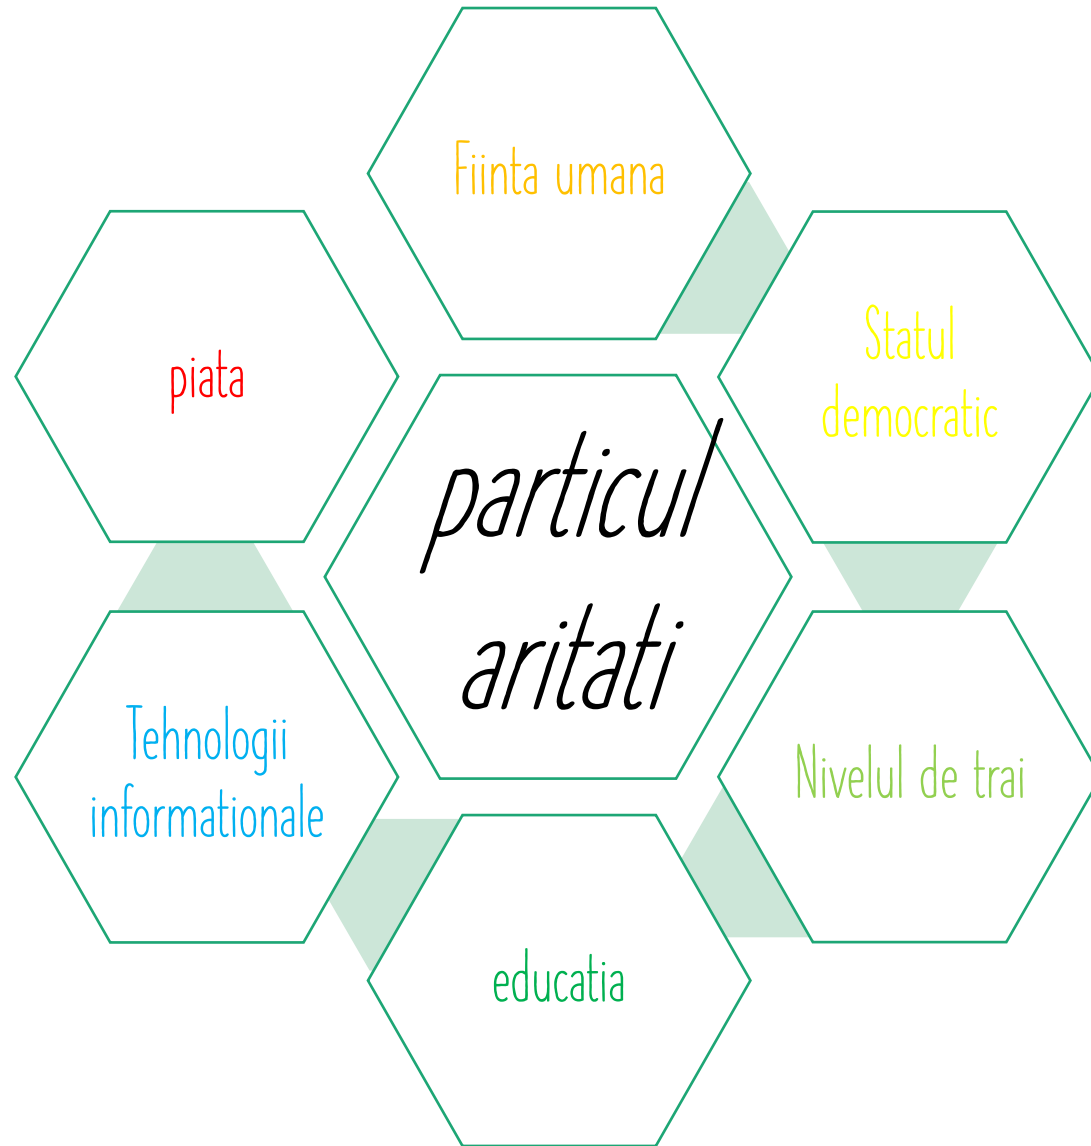 Fiinta umana
Statul
democratic
piata
particul
aritati
Tehnologii
informationale
Nivelul de trai
educatia